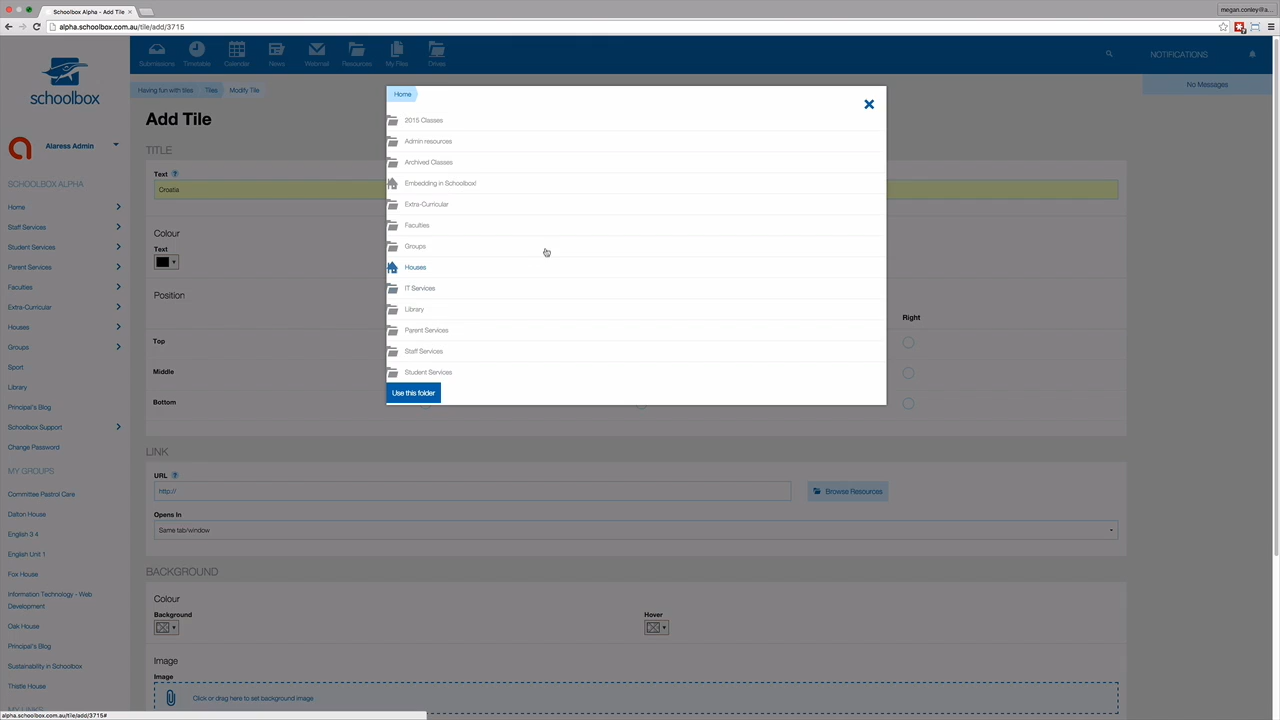 Schoolbox Alpha - Add Tile
megan.conley@a...
alpha.schoolbox.com.au/tile/add/3715
schoolbox
Submissions
Timetable
Calendar
News
Webmail
Resources
My Files
Drives
NOTIFICATIONS
Having fun with tiles
Tiles
Modify Tile
No Messages
Add Tile
Alaress Admin
SCHOOLBOX ALPHA
Home
Staff Services
Student Services
Parent Services
Faculties
Extra-Curricular
Houses
Groups
Sport
Library
Principal's Blog
Schoolbox Support
Change Password
MY GROUPS
Committee Pastrol Care
Dalton House
English 3 4
English Unit 1
Fox House
Information Technology - Web
Development
Oak House
Principal's Blog
Sustainability in Schoolbox
Thistle House
MY LINKS
TITLE
Text ?
Croatia
Colour
Text
Position
Right
Top
Middle
Bottom
Home
2015 Classes
Admin resources
Archived Classes
Embedding in Schoolbox!
Extra-Curricular
Faculties
Groups
Houses
IT Services
Library
Parent Services
Staff Services
Student Services
Use this folder
LINK
URL ?
http://
Browse Resources
Opens In
Same tab/window
BACKGROUND
Colour
Background
Hover
Image
Image
Click or drag here to set background image
alpha.schoolbox.com.au/tile/add/3715#